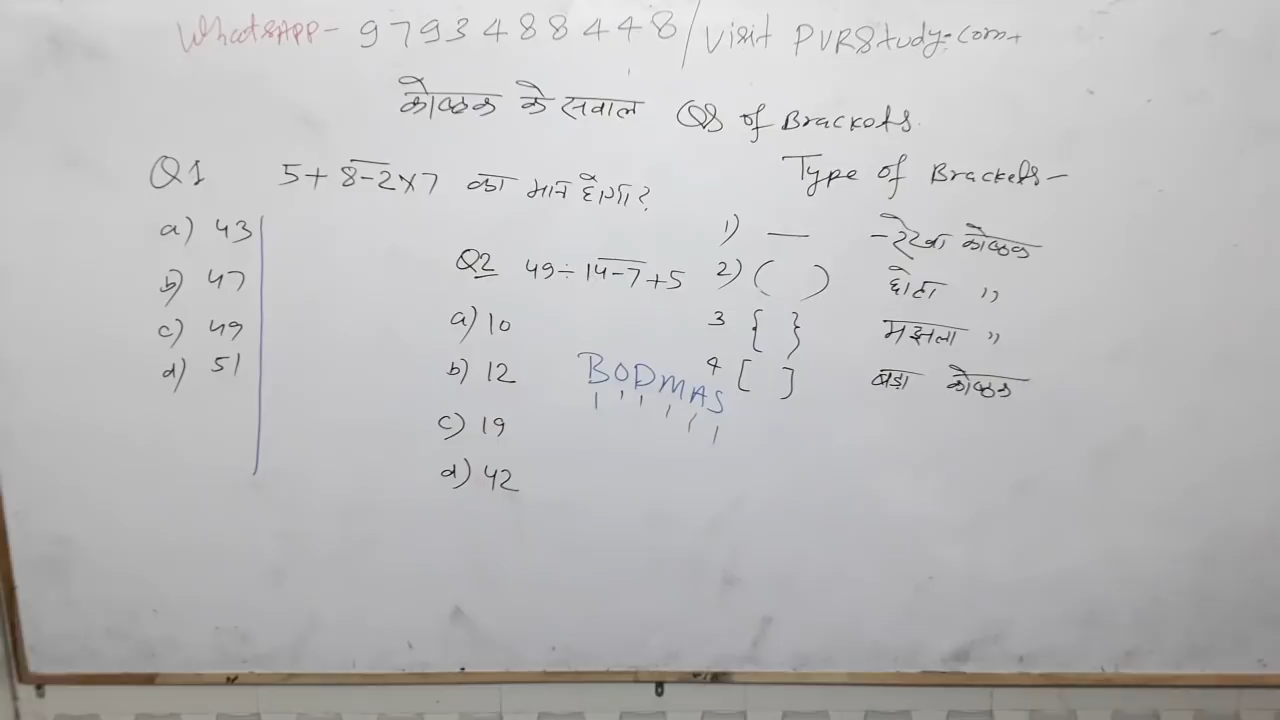 WhatsAPP- 9793488448/Visit PVRStudy.com
कोष्ठक के सवाल QS of Brackets.
Q1 5+8̅-̅2̅×7 का मान होगा?
a) 43
b) 47
c) 49
d) 51
Q2 49÷1̅4̅-̅7̅+5
a) 10
b) 12
c) 19
d) 42
BODMAS
Type of Brackets-
1) — -रेखा कोष्ठक
2) ( ) छोटा "
3 { } मझला "
4 [ ] बड़ा कोष्ठक